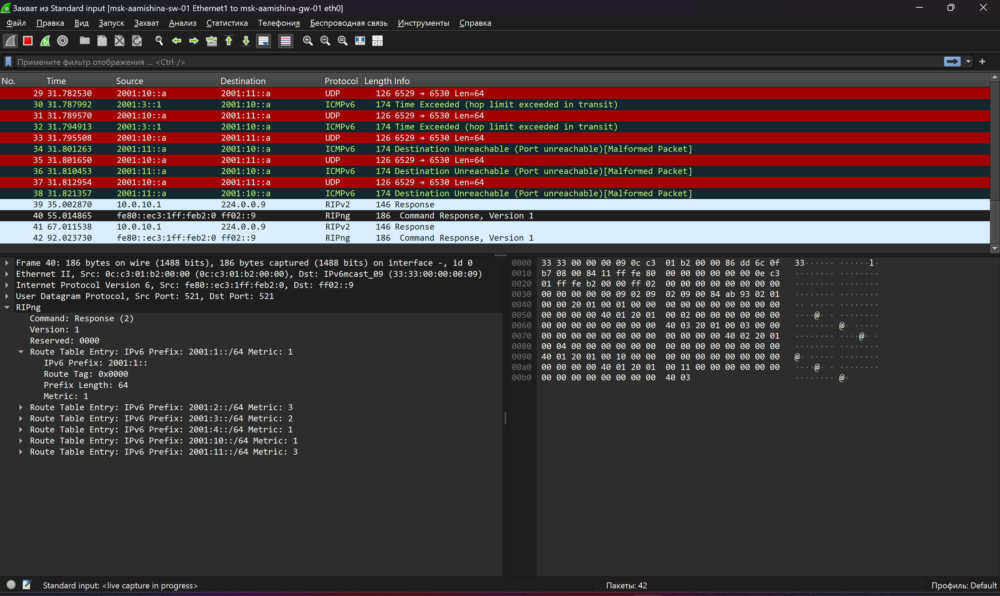 Захват из Standard input [msk-aamishina-sw-01 Ethernet1 to msk-aamishina-gw-01 eth0]
Файл Правка Вид Запуск Захват Анализ Статистика Телефония Беспроводная связь Инструменты Справка
Примените фильтр отображения ... <Ctrl-/>
No. Time Source Destination Protocol Length Info
29 31.782530 2001:10::a 2001:11::a UDP 126 6529 → 6530 Len=64
30 31.787992 2001:3::1 2001:10::a ICMPv6 174 Time Exceeded (hop limit exceeded in transit)
31 31.789570 2001:10::a 2001:11::a UDP 126 6529 → 6530 Len=64
32 31.794913 2001:3::1 2001:10::a ICMPv6 174 Time Exceeded (hop limit exceeded in transit)
33 31.795508 2001:10::a 2001:11::a UDP 126 6529 → 6530 Len=64
34 31.801263 2001:11::a 2001:10::a ICMPv6 174 Destination Unreachable (Port unreachable)[Malformed Packet]
35 31.801650 2001:10::a 2001:11::a UDP 126 6529 → 6530 Len=64
36 31.810453 2001:11::a 2001:10::a ICMPv6 174 Destination Unreachable (Port unreachable)[Malformed Packet]
37 31.812954 2001:10::a 2001:11::a UDP 126 6529 → 6530 Len=64
38 31.821357 2001:11::a 2001:10::a ICMPv6 174 Destination Unreachable (Port unreachable)[Malformed Packet]
39 35.002870 10.0.10.1 224.0.0.9 RIPv2 146 Response
40 55.014865 fe80::ec3:1ff:feb2:0 ff02::9 RIPng 186 Command Response, Version 1
41 67.011538 10.0.10.1 224.0.0.9 RIPv2 146 Response
42 92.023730 fe80::ec3:1ff:feb2:0 ff02::9 RIPng 186 Command Response, Version 1
Frame 40: 186 bytes on wire (1488 bits), 186 bytes captured (1488 bits) on interface -, id 0
Ethernet II, Src: 0c:c3:01:b2:00:00 (0c:c3:01:b2:00:00), Dst: IPv6mcast_09 (33:33:00:00:00:09)
Internet Protocol Version 6, Src: fe80::ec3:1ff:feb2:0, Dst: ff02::9
User Datagram Protocol, Src Port: 521, Dst Port: 521
RIPng
Command: Response (2)
Version: 1
Reserved: 0000
Route Table Entry: IPv6 Prefix: 2001:1::/64 Metric: 1
IPv6 Prefix: 2001:1::
Route Tag: 0x0000
Prefix Length: 64
Metric: 1
Route Table Entry: IPv6 Prefix: 2001:2::/64 Metric: 3
Route Table Entry: IPv6 Prefix: 2001:3::/64 Metric: 2
Route Table Entry: IPv6 Prefix: 2001:4::/64 Metric: 1
Route Table Entry: IPv6 Prefix: 2001:10::/64 Metric: 1
Route Table Entry: IPv6 Prefix: 2001:11::/64 Metric: 3
0000 33 33 00 00 00 09 0c c3 01 b2 00 00 86 dd 6c 0f 33······ ······l·
0010 b7 08 00 84 11 ff fe 80 00 00 00 00 00 00 0e c3 ········ ········
0020 01 ff fe b2 00 00 ff 02 00 00 00 00 00 00 00 00 ········ ········
0030 00 00 00 00 00 09 02 09 02 09 00 84 ab 93 02 01 ········ ········
0040 00 00 20 01 00 01 00 00 00 00 00 00 00 00 00 00 ·· ····· ········
0050 00 00 00 00 40 01 20 01 00 02 00 00 00 00 00 00 ····@· · ········
0060 00 00 00 00 00 00 00 00 40 03 20 01 00 03 00 00 ········ @· ·····
0070 00 00 00 00 00 00 00 00 00 00 00 00 40 02 20 01 ········ ····@· ·
0080 00 04 00 00 00 00 00 00 00 00 00 00 00 00 00 00 ········ ········
0090 40 01 20 01 00 10 00 00 00 00 00 00 00 00 00 00 @· ····· ········
00a0 00 00 00 00 40 01 20 01 00 11 00 00 00 00 00 00 ····@· · ········
00b0 00 00 00 00 00 00 00 00 40 03 ········ @·
Standard input: <live capture in progress> Пакеты: 42 Профиль: Default